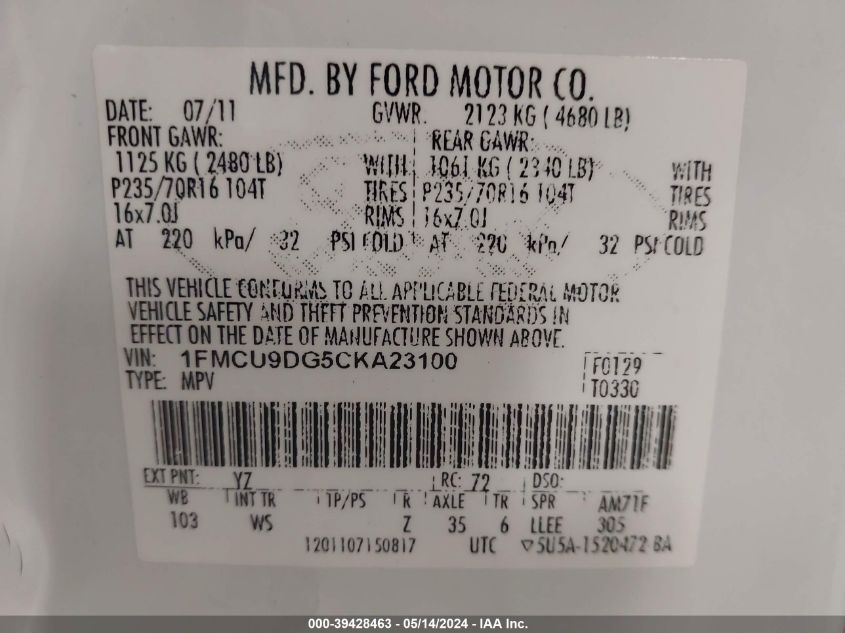 MFD. BY FORD MOTOR CO.
DATE: 07/11 GVWR. 2123 KG ( 4680 LB)
FRONT GAWR: REAR GAWR:
1125 KG ( 2480 LB) WITH 1061 KG ( 2340 LB) WITH
P235/70R16 104T TIRES P235/70R16 104T TIRES
16x7.0J RIMS 16x7.0J RIMS
AT 220 kPa/ 32 PSI COLD AT 220 kPa/ 32 PSI COLD
THIS VEHICLE CONFORMS TO ALL APPLICABLE FEDERAL MOTOR
VEHICLE SAFETY AND THEFT PREVENTION STANDARDS IN
EFFECT ON THE DATE OF MANUFACTURE SHOWN ABOVE.
VIN: 1FMCU9DG5CKA23100 F0129
TYPE: MPV T0330
EXT PNT: YZ RC: 72 DSO:
WB INT TR TP/PS R AXLE TR SPR AM71F
103 WS Z 35 6 LLEE 305
1201107150817 UTC ▽5U5A-1520472-BA
000-39428463 - 05/14/2024 - IAA Inc.